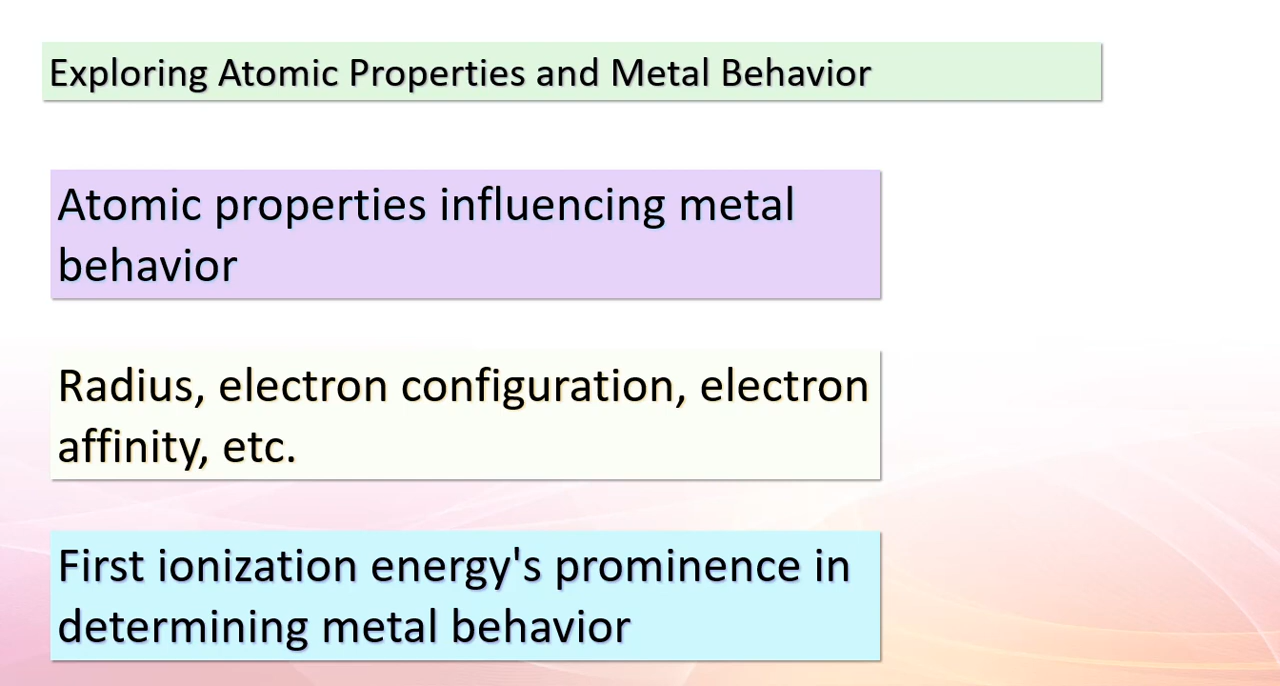 Exploring Atomic Properties and Metal Behavior
Atomic properties influencing metal
behavior
Radius, electron configuration, electron
affinity, etc.
First ionization energy's prominence in
determining metal behavior